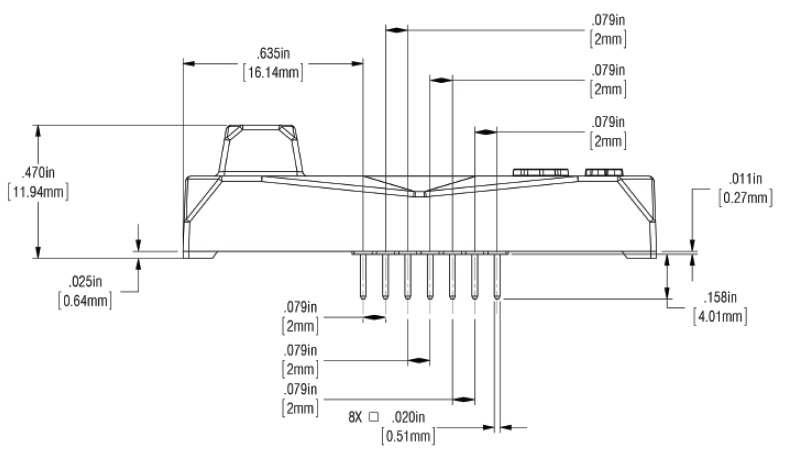 .079in
[2mm]
.635in
[16.14mm]
.079in
[2mm]
.079in
[2mm]
.470in
[11.94mm]
.011in
[0.27mm]
.025in
[0.64mm]
.158in
[4.01mm]
.079in
[2mm]
.079in
[2mm]
.079in
[2mm]
8X □ .020in
[0.51mm]